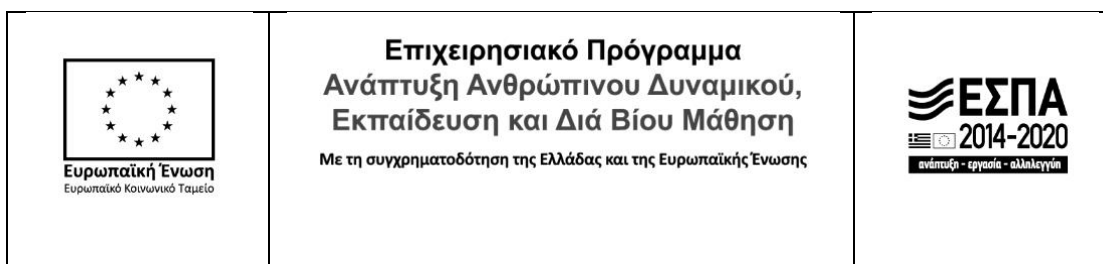 Ευρωπαϊκή Ένωση
Ευρωπαϊκό Κοινωνικό Ταμείο
Επιχειρησιακό Πρόγραμμα
Ανάπτυξη Ανθρώπινου Δυναμικού,
Εκπαίδευση και Διά Βίου Μάθηση
Με τη συγχρηματοδότηση της Ελλάδας και της Ευρωπαϊκής Ένωσης
ΕΣΠΑ
2014-2020
ανάπτυξη - εργασία - αλληλεγγύη